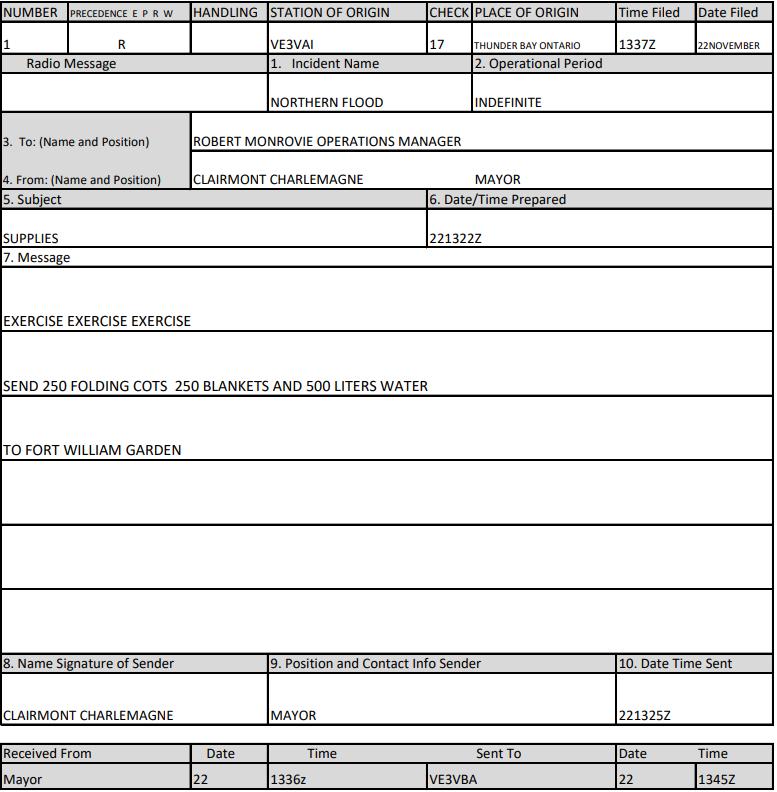 NUMBER PRECEDENCE E P R W HANDLING STATION OF ORIGIN CHECK PLACE OF ORIGIN Time Filed Date Filed
1 R VE3VAI 17 THUNDER BAY ONTARIO 1337Z 22NOVEMBER
Radio Message 1. Incident Name 2. Operational Period
NORTHERN FLOOD INDEFINITE
3. To: (Name and Position) ROBERT MONROVIE OPERATIONS MANAGER
4. From: (Name and Position) CLAIRMONT CHARLEMAGNE MAYOR
5. Subject 6. Date/Time Prepared
SUPPLIES 221322Z
7. Message
EXERCISE EXERCISE EXERCISE
SEND 250 FOLDING COTS 250 BLANKETS AND 500 LITERS WATER
TO FORT WILLIAM GARDEN
8. Name Signature of Sender 9. Position and Contact Info Sender 10. Date Time Sent
CLAIRMONT CHARLEMAGNE MAYOR 221325Z
Received From Date Time Sent To Date Time
Mayor 22 1336z VE3VBA 22 1345Z